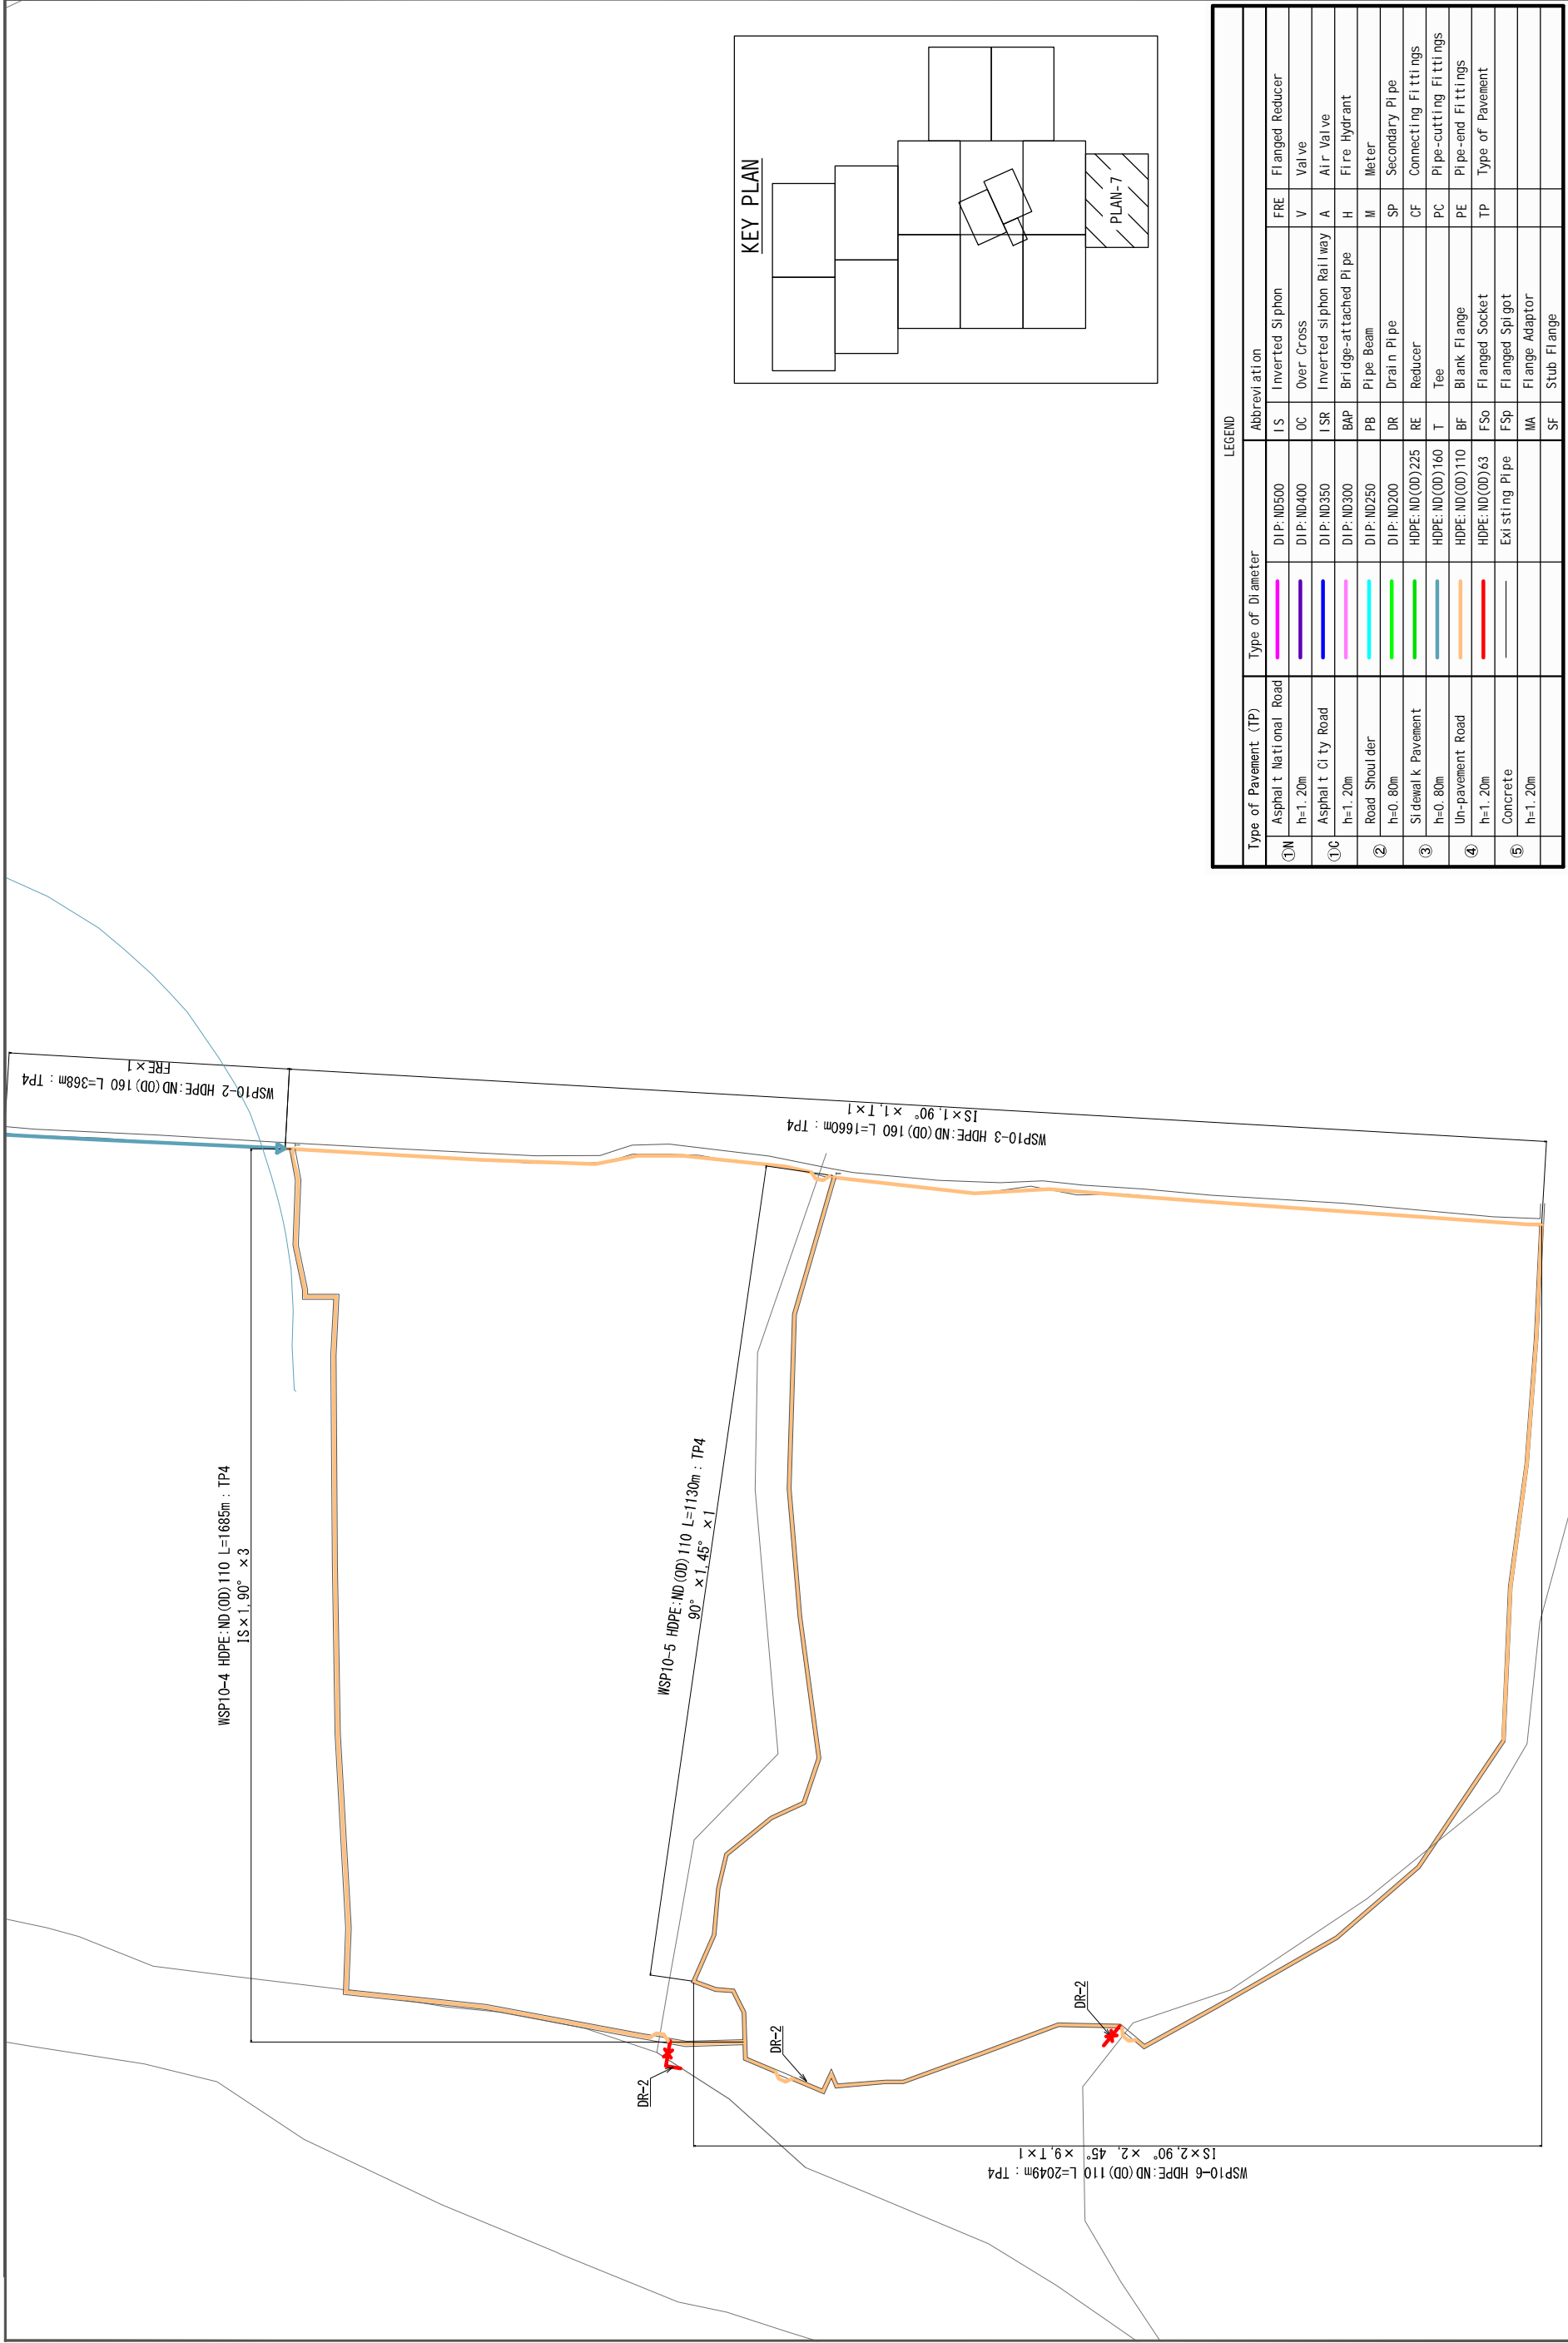 KEY PLAN
PLAN-7
WSP10-2 HDPE:ND(OD)160 L=368m : TP4
FRE×1
WSP10-3 HDPE:ND(OD)160 L=1660m : TP4
IS×1,90° ×1,T×1
WSP10-4 HDPE:ND(OD)110 L=1685m : TP4
IS×1,90° ×3
WSP10-5 HDPE:ND(OD)110 L=1130m : TP4
90° ×1,45° ×1
DR-2
DR-2
DR-2
WSP10-6 HDPE:ND(OD)110 L=2049m : TP4
IS×2,90° ×2, 45° ×9,T×1
LEGEND
Type of Pavement (TP) Type of Diameter Abbreviation
①N Asphalt National Road DIP:ND500 IS Inverted Siphon FRE Flanged Reducer
h=1.20m DIP:ND400 OC Over Cross V Valve
①C Asphalt City Road DIP:ND350 ISR Inverted siphon Railway A Air Valve
h=1.20m DIP:ND300 BAP Bridge-attached Pipe H Fire Hydrant
② Road Shoulder DIP:ND250 PB Pipe Beam M Meter
h=0.80m DIP:ND200 DR Drain Pipe SP Secondary Pipe
③ Sidewalk Pavement HDPE:ND(OD)225 RE Reducer CF Connecting Fittings
h=0.80m HDPE:ND(OD)160 T Tee PC Pipe-cutting Fittings
④ Un-pavement Road HDPE:ND(OD)110 BF Blank Flange PE Pipe-end Fittings
h=1.20m HDPE:ND(OD)63 FSo Flanged Socket TP Type of Pavement
⑤ Concrete Existing Pipe FSp Flanged Spigot
h=1.20m MA Flange Adaptor
SF Stub Flange